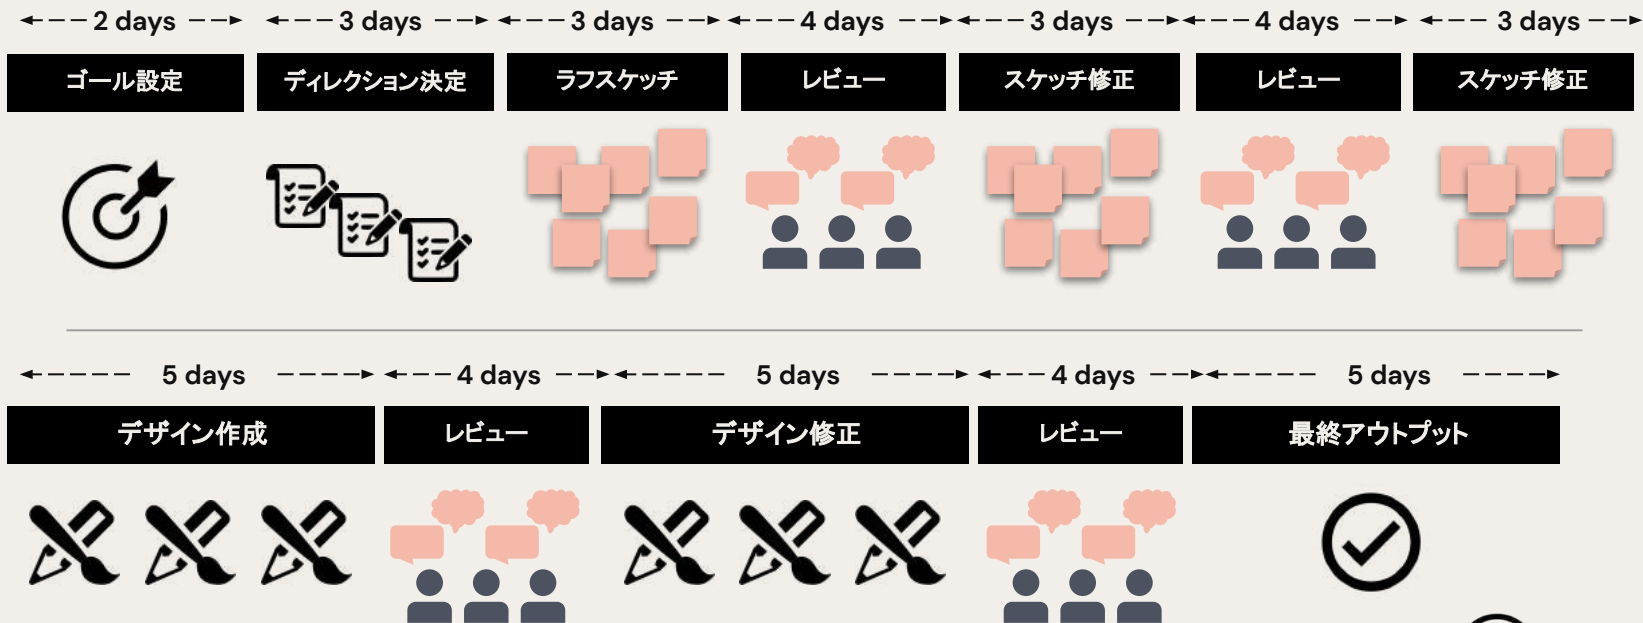 2 days 3 days 3 days 4 days 3 days 4 days 3 days
ゴール設定 ディレクション決定 ラフスケッチ レビュー スケッチ修正 レビュー スケッチ修正
5 days 4 days 5 days 4 days 5 days
デザイン作成 レビュー デザイン修正 レビュー 最終アウトプット